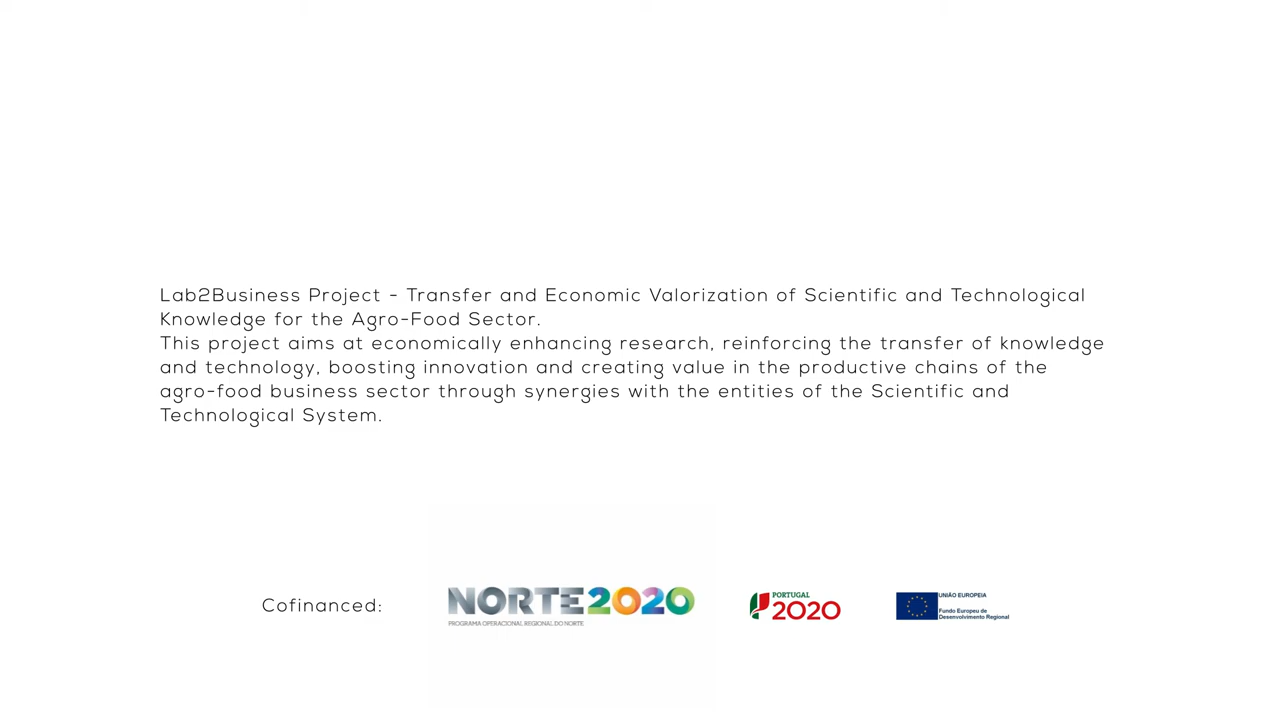 Lab2Business Project - Transfer and Economic Valorization of Scientific and Technological
Knowledge for the Agro-Food Sector.
This project aims at economically enhancing research, reinforcing the transfer of knowledge
and technology, boosting innovation and creating value in the productive chains of the
agro-food business sector through synergies with the entities of the Scientific and
Technological System.
Cofinanced:
NORTE2020
PROGRAMA OPERACIONAL REGIONAL DO NORTE
PORTUGAL
2020
UNIÃO EUROPEIA
Fundo Europeu de
Desenvolvimento Regional